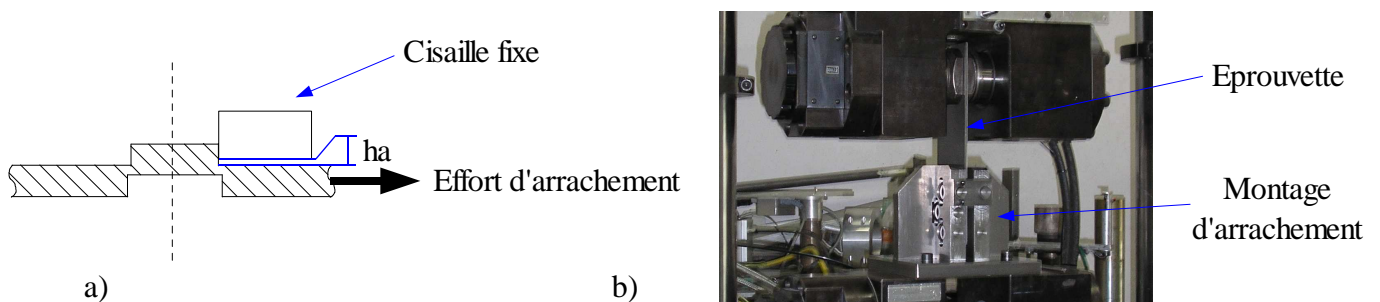 Cisaille fixe
ha
Effort d'arrachement
a)
b)
Eprouvette
Montage
d'arrachement